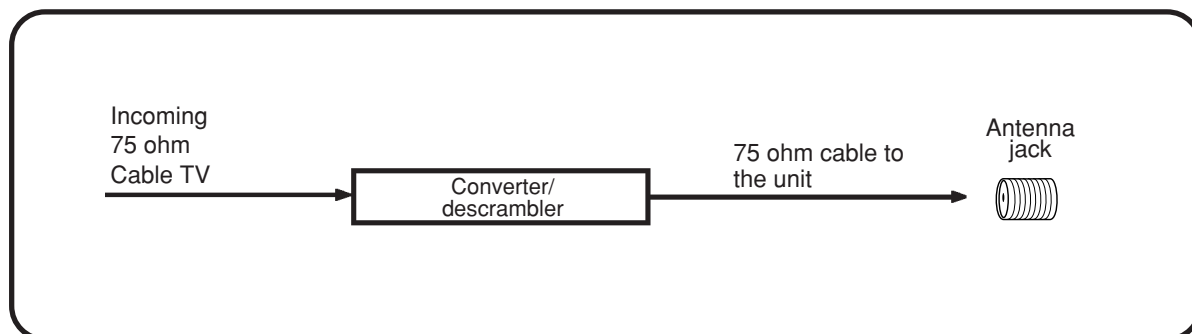 Incoming
75 ohm
Cable TV
Converter/
descrambler
75 ohm cable to
the unit
Antenna
jack